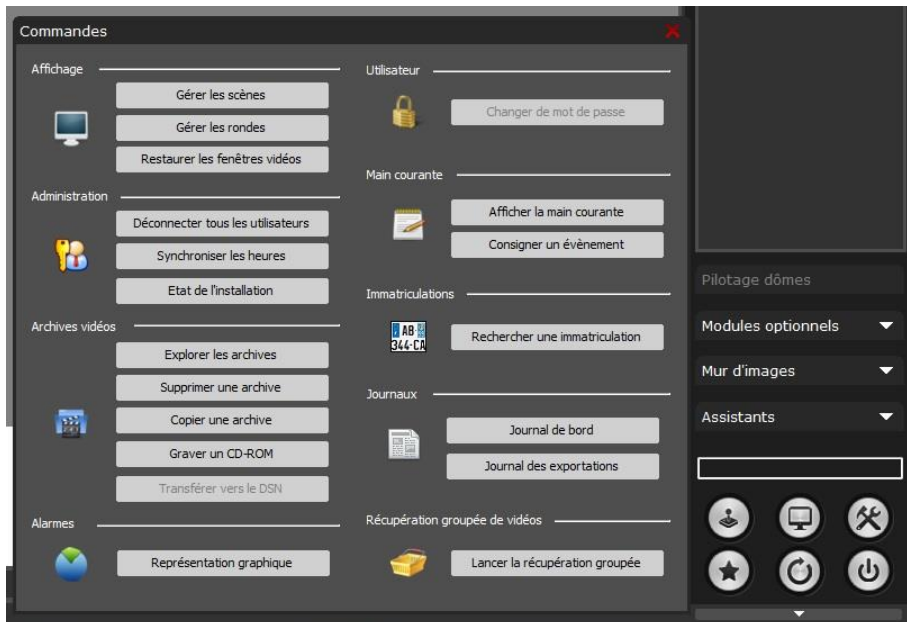 Commandes
Affichage
Gérer les scènes
Gérer les rondes
Restaurer les fenêtres vidéos
Administration
Déconnecter tous les utilisateurs
Synchroniser les heures
Etat de l'installation
Archives vidéos
Explorer les archives
Supprimer une archive
Copier une archive
Graver un CD-ROM
Transférer vers le DSN
Alarmes
Représentation graphique
Utilisateur
Changer de mot de passe
Main courante
Afficher la main courante
Consigner un évènement
Immatriculations
AB-
344-CA
Rechercher une immatriculation
Journaux
Journal de bord
Journal des exportations
Récupération groupée de vidéos
Lancer la récupération groupée
Pilotage dômes
Modules optionnels
Mur d'images
Assistants